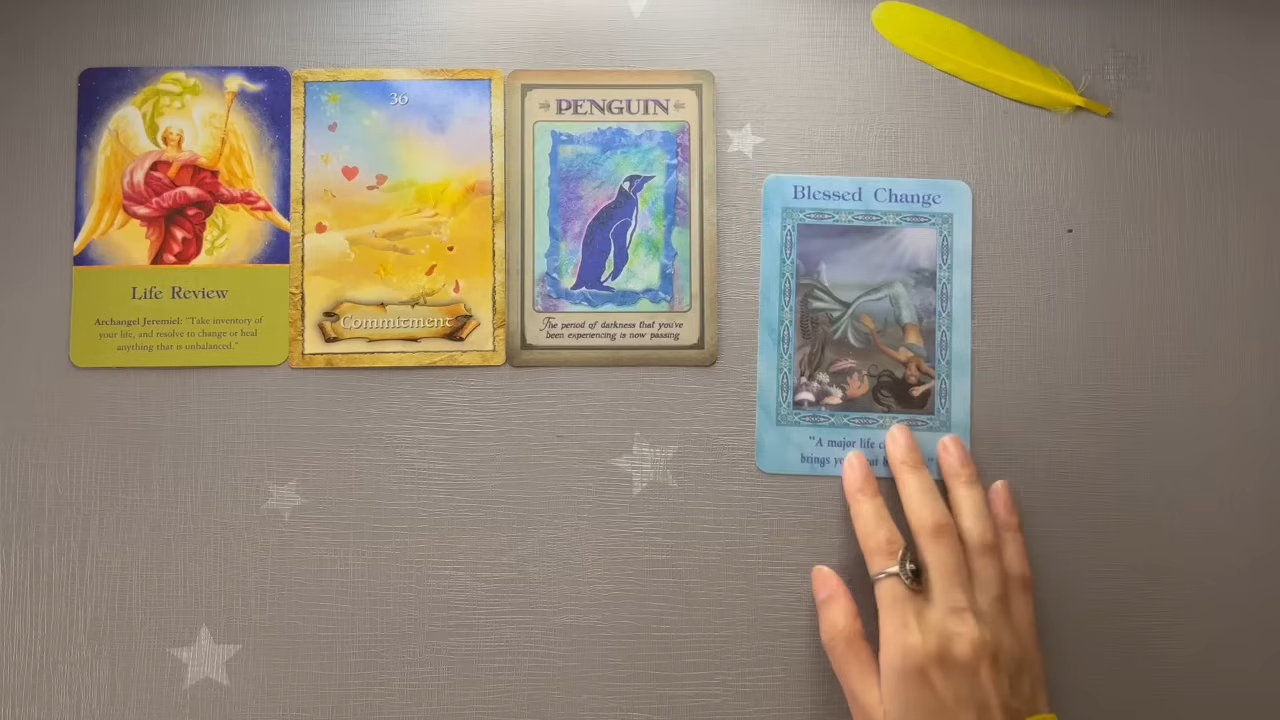 Life Review
Archangel Jeremiel: "Take inventory of
your life, and resolve to change or heal
anything that is unbalanced."
36
Commitment
PENGUIN
The period of darkness that you've
been experiencing is now passing
Blessed Change
"A major life
brings